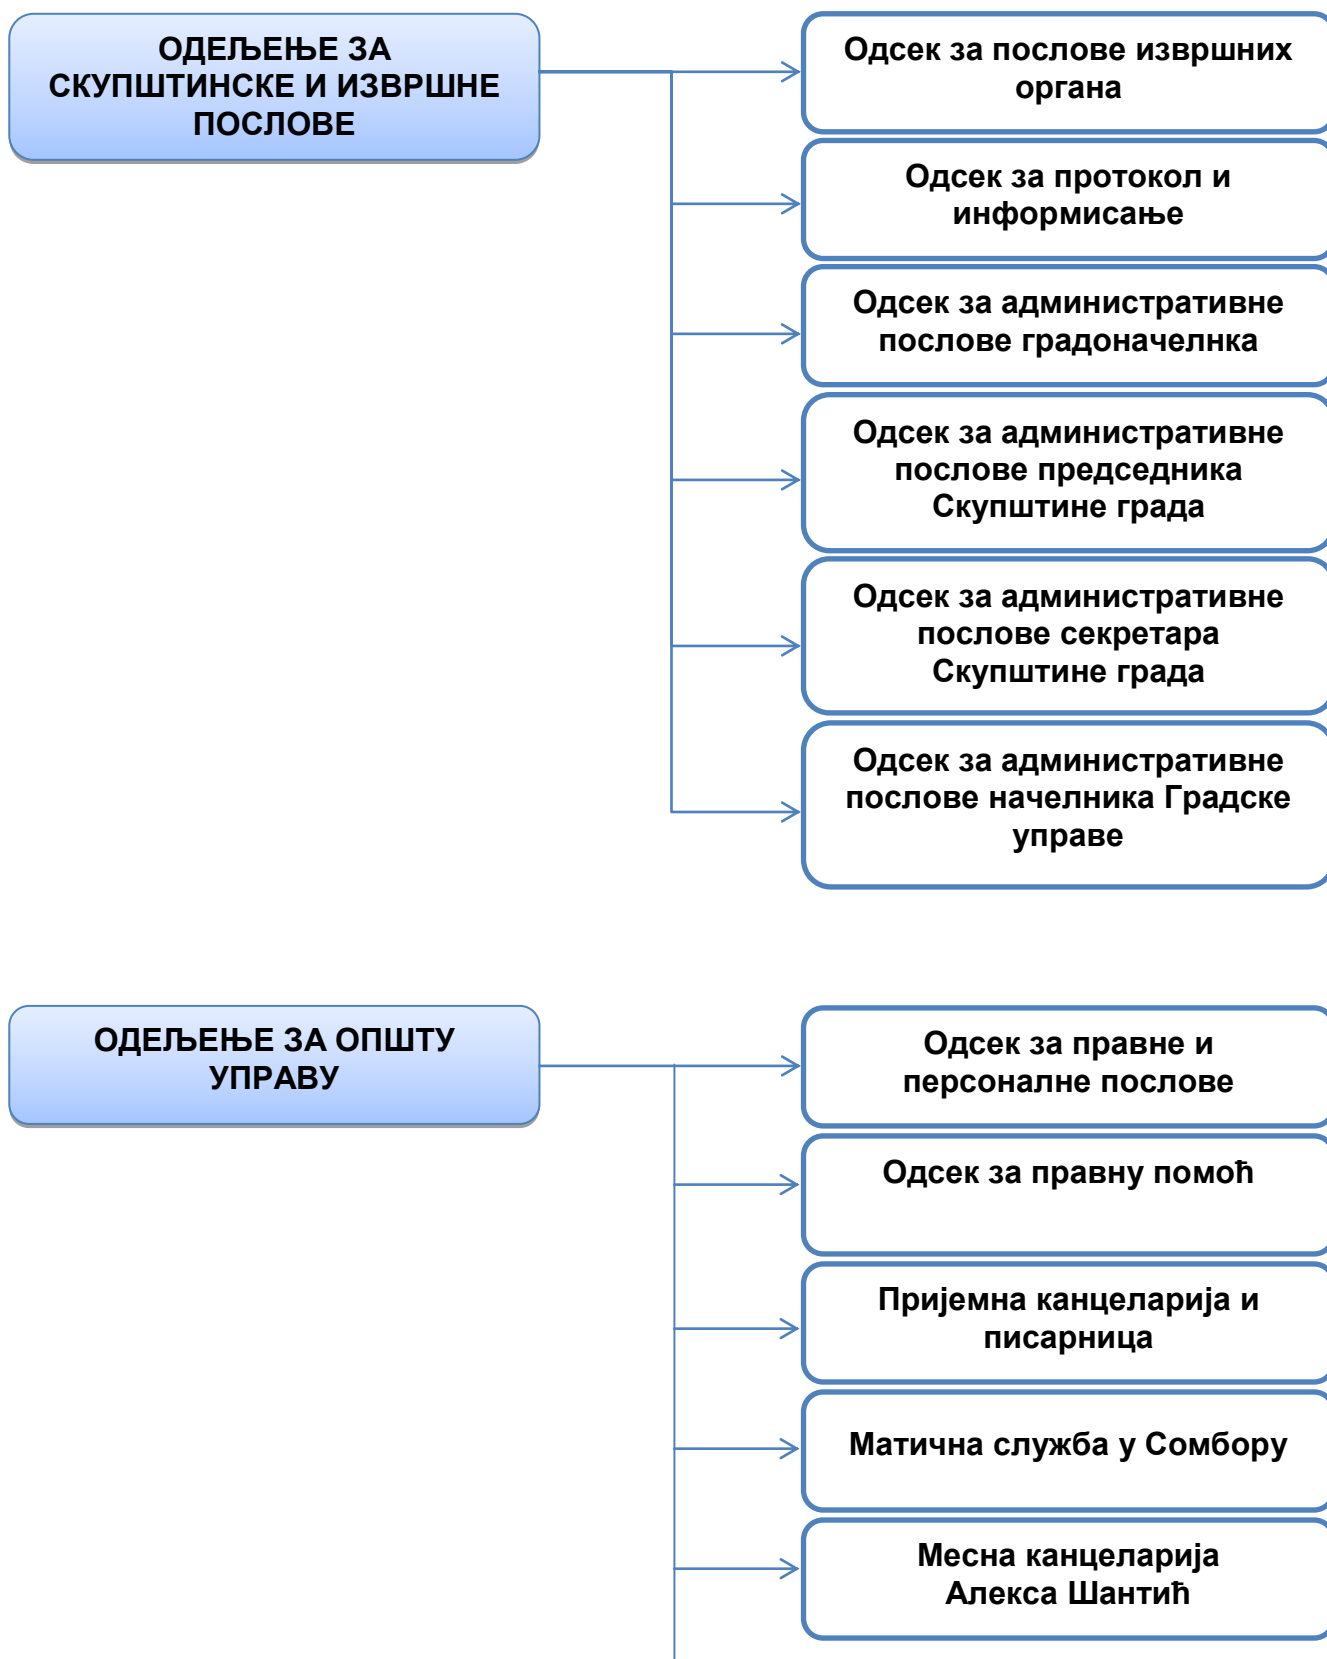 ОДЕЉЕЊЕ ЗА
СКУПШТИНСКЕ И ИЗВРШНЕ
ПОСЛОВЕ
Одсек за послове извршних
органа
Одсек за протокол и
информисање
Одсек за административне
послове градоначелнка
Одсек за административне
послове председника
Скупштине града
Одсек за административне
послове секретара
Скупштине града
Одсек за административне
послове начелника Градске
управе
ОДЕЉЕЊЕ ЗА ОПШТУ
УПРАВУ
Одсек за правне и
персоналне послове
Одсек за правну помоћ
Пријемна канцеларија и
писарница
Матична служба у Сомбору
Месна канцеларија
Алекса Шантић